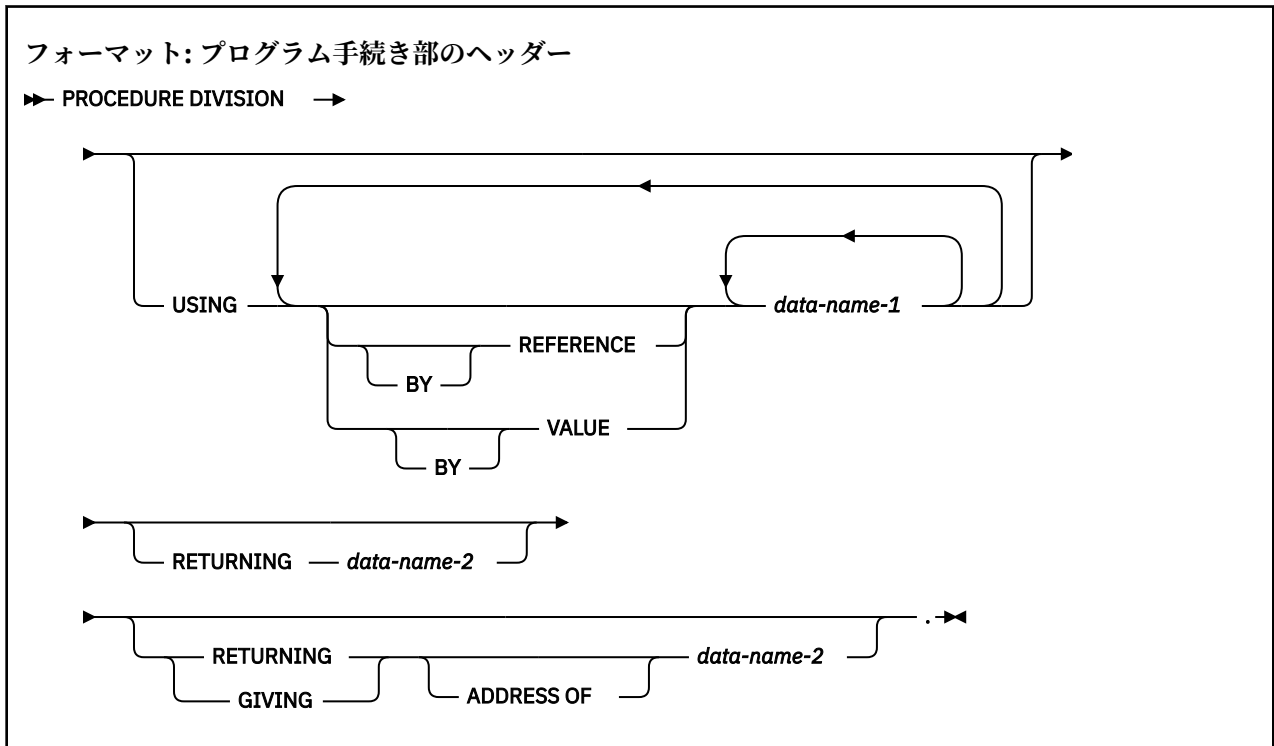 フォーマット: プログラム手続き部のヘッダー
PROCEDURE DIVISION
USING data-name-1
REFERENCE
BY
VALUE
BY
RETURNING data-name-2
.
RETURNING data-name-2
GIVING ADDRESS OF